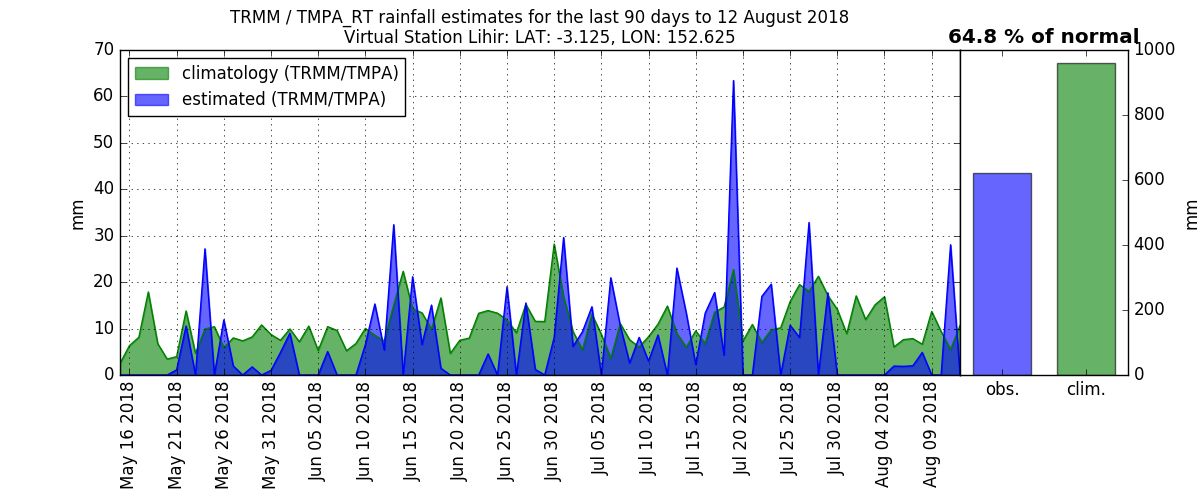 TRMM / TMPA_RT rainfall estimates for the last 90 days to 12 August 2018
Virtual Station Lihir: LAT: -3.125, LON: 152.625
64.8 % of normal
climatology (TRMM/TMPA)
estimated (TRMM/TMPA)
mm
70
60
50
40
30
20
10
0
May 16 2018
May 21 2018
May 26 2018
May 31 2018
Jun 05 2018
Jun 10 2018
Jun 15 2018
Jun 20 2018
Jun 25 2018
Jun 30 2018
Jul 05 2018
Jul 10 2018
Jul 15 2018
Jul 20 2018
Jul 25 2018
Jul 30 2018
Aug 04 2018
Aug 09 2018
1000
800
600
400
200
0
mm
obs.
clim.